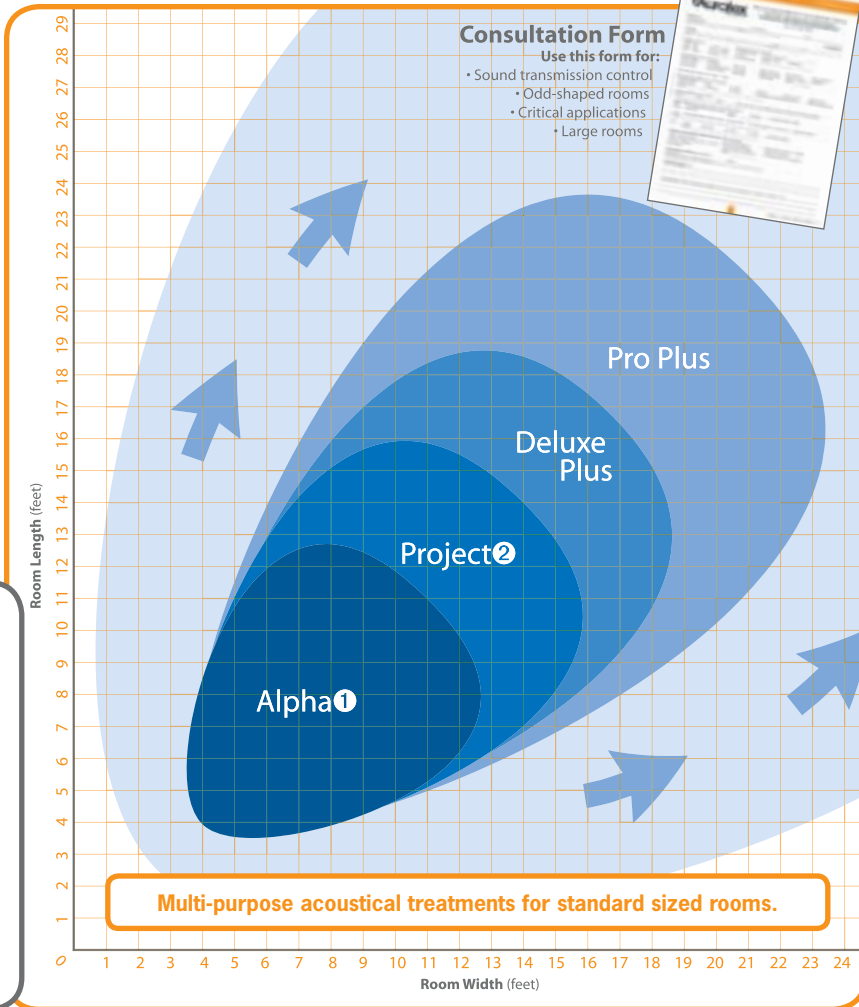 Consultation Form
Use this form for:
• Sound transmission control
• Odd-shaped rooms
• Critical applications
• Large rooms
29
28
27
26
25
24
23
22
21
20
19
18
17
16
15
14
13
12
11
10
9
8
7
6
5
4
3
2
1
0
Room Length (feet)
Pro Plus
Deluxe
Plus
Project❷
Alpha❶
Multi-purpose acoustical treatments for standard sized rooms.
1 2 3 4 5 6 7 8 9 10 11 12 13 14 15 16 17 18 19 20 21 22 23 24
Room Width (feet)